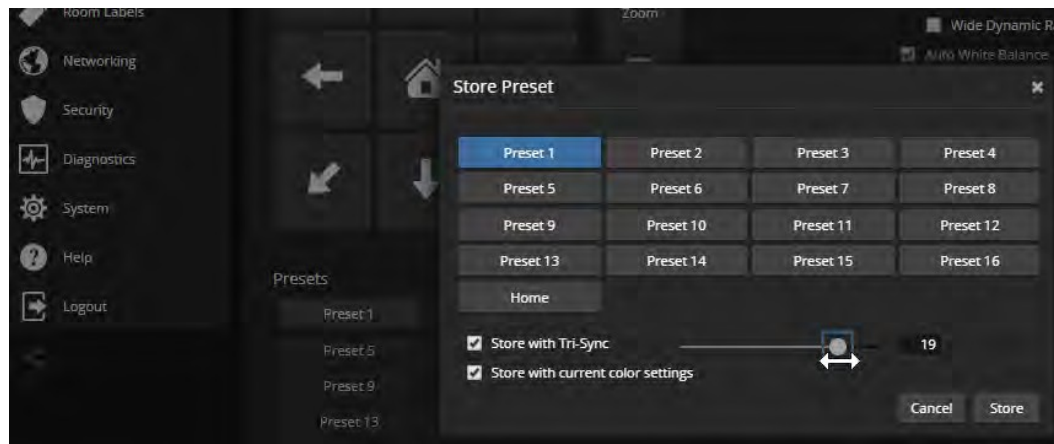 Room Labels
Networking
Security
Diagnostics
System
Help
Logout
Zoom
Wide Dynamic R
Auto White Balance
Presets
Preset 1
Preset 5
Preset 9
Preset 13
Store Preset
Preset 1 Preset 2 Preset 3 Preset 4
Preset 5 Preset 6 Preset 7 Preset 8
Preset 9 Preset 10 Preset 11 Preset 12
Preset 13 Preset 14 Preset 15 Preset 16
Home
Store with Tri-Sync 19
Store with current color settings
Cancel Store